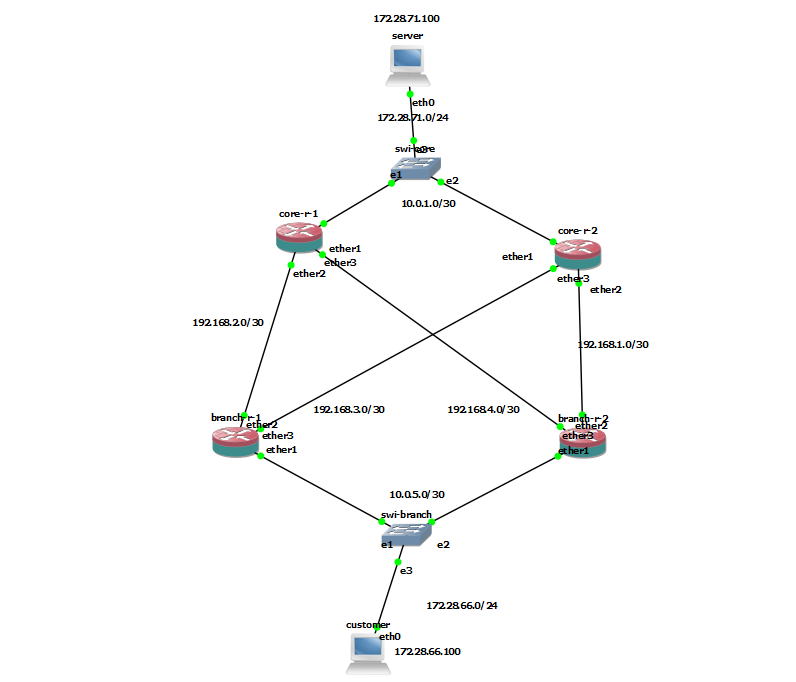 172.28.71.100
server
eth0
172.28.71.0/24
swi-core
e3
e1
e2
10.0.1.0/30
core-r-1
core-r-2
ether1
ether3
ether2
ether1
ether3
ether2
192.168.2.0/30
192.168.1.0/30
192.168.3.0/30
192.168.4.0/30
branch-r-1
ether2
ether3
ether1
branch-r-2
ether2
ether3
ether1
10.0.5.0/30
swi-branch
e1
e2
e3
172.28.66.0/24
customer
eth0
172.28.66.100